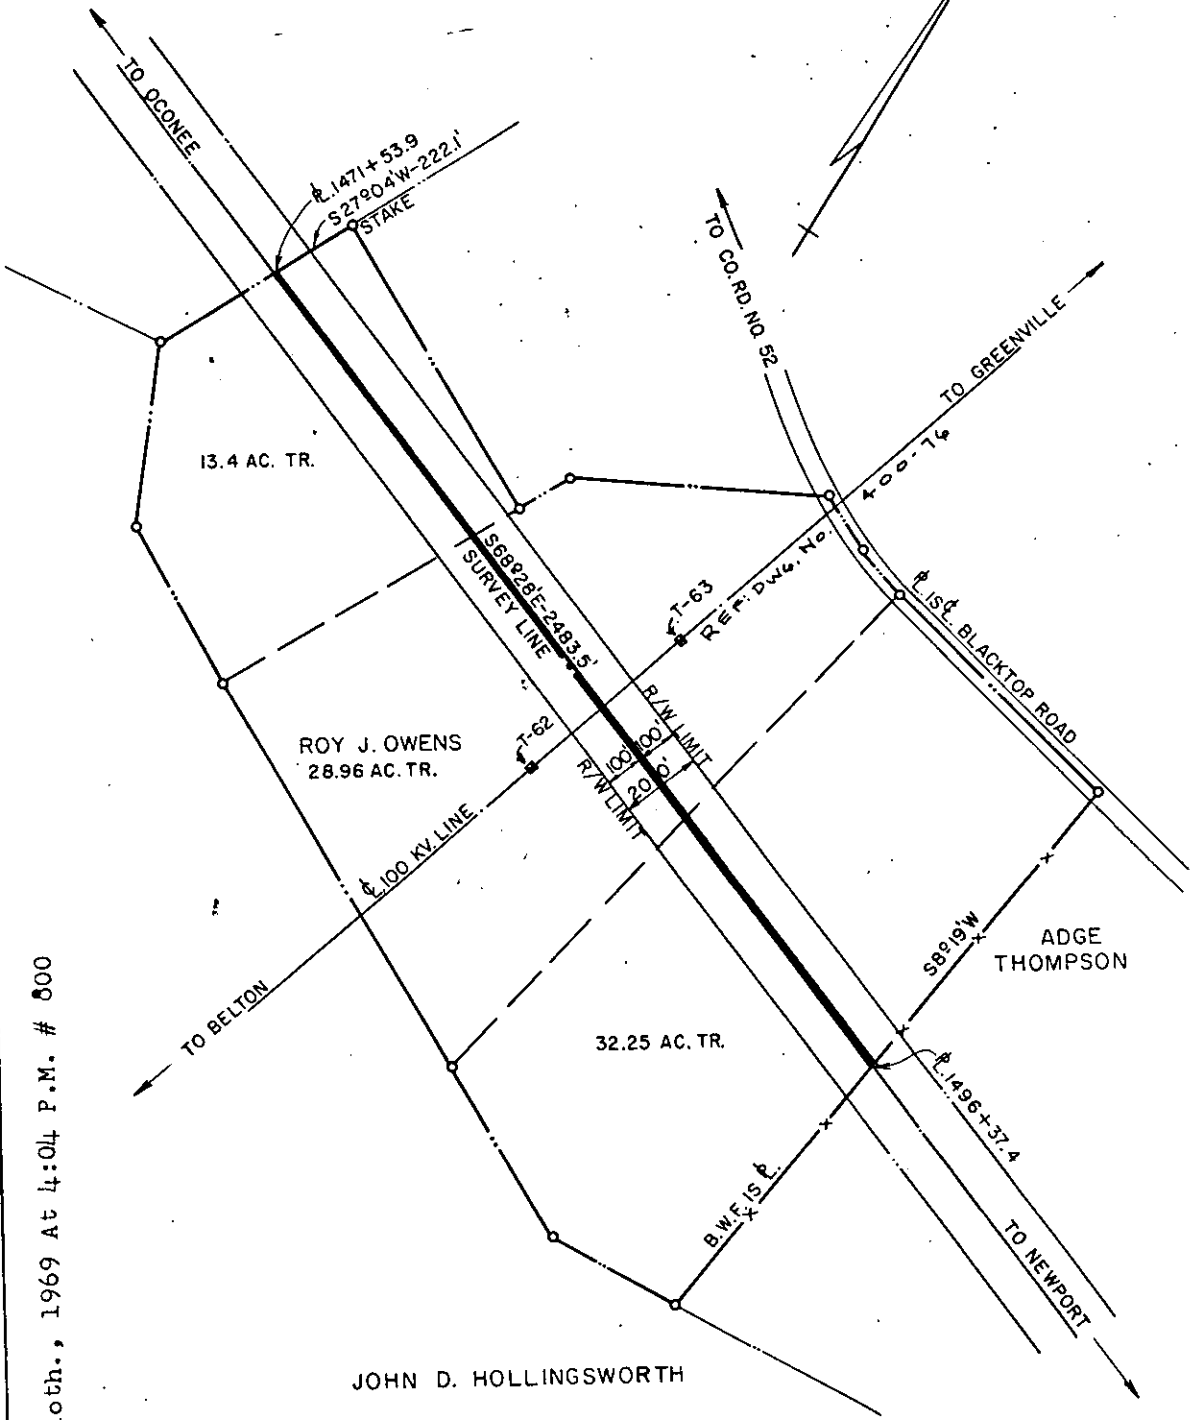 TO OCONEE
℄ 1471+53.9
S27°04'W-222.1'
STAKE
TO CO. RD. NO. 52
TO GREENVILLE
REF. DWG. NO. 400-76
13.4 AC. TR.
S68°28'E-2483.5'
SURVEY LINE
T-63
℄ IS ℄ BLACKTOP ROAD
ROY J. OWENS
28.96 AC. TR.
T-62
R/W LIMIT
100' 100'
200'
R/W LIMIT
℄ 100 KV. LINE
TO BELTON
S8°19'W
ADGE
THOMPSON
32.25 AC. TR.
℄ 1496+37.4
B.W.F. IS ℄
TO NEWPORT
JOHN D. HOLLINGSWORTH
oth., 1969 At 4:04 P.M. # 800